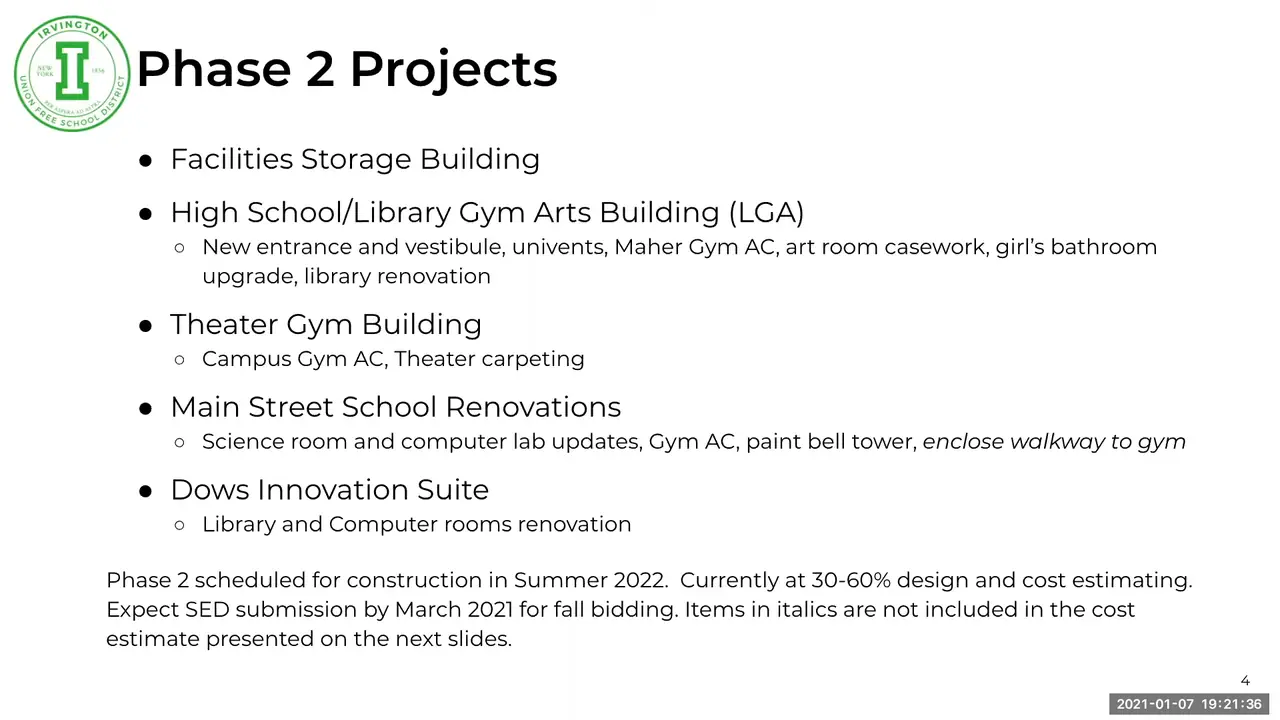 IRVINGTON
NEW YORK
1956
UNION FREE SCHOOL DISTRICT
Phase 2 Projects
● Facilities Storage Building
● High School/Library Gym Arts Building (LGA)
○ New entrance and vestibule, univents, Maher Gym AC, art room casework, girl’s bathroom
upgrade, library renovation
● Theater Gym Building
○ Campus Gym AC, Theater carpeting
● Main Street School Renovations
○ Science room and computer lab updates, Gym AC, paint bell tower, enclose walkway to gym
● Dows Innovation Suite
○ Library and Computer rooms renovation
Phase 2 scheduled for construction in Summer 2022.  Currently at 30-60% design and cost estimating.
Expect SED submission by March 2021 for fall bidding. Items in italics are not included in the cost
estimate presented on the next slides.
4
2021-01-07 19:21:36